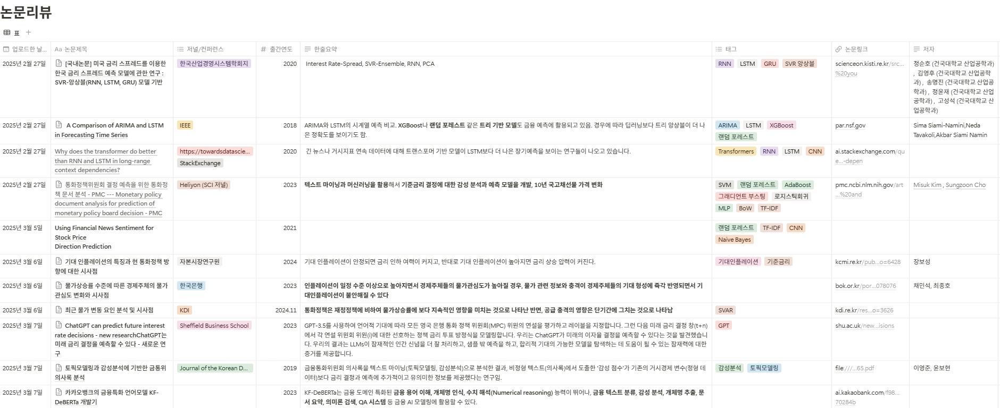 논문리뷰
표
업로드한 날...
Aa 논문제목
저널/컨퍼런스
# 출간연도
한줄요약
태그
논문링크
저자
2025년 2월 27일
[국내논문] 미국 금리 스프레드를 이용한
한국 금리 스프레드 예측 모델에 관한 연구 :
SVR-앙상블(RNN, LSTM, GRU) 모델 기반
한국산업경영시스템학회지
2020
Interest Rate-Spread, SVR-Ensemble, RNN, PCA
RNN LSTM GRU SVR 앙상블
scienceon.kisti.re.kr/src...
%20you
정순호 (건국대학교 산업공학과)
, 김영후 (건국대학교 산업공학
과) , 송명진 (건국대학교 산업공
학과) , 정윤재 (건국대학교 산업
공학과) , 고성석 (건국대학교 산
업공학과)
2025년 2월 27일
A Comparison of ARIMA and LSTM
in Forecasting Time Series
IEEE
2018
ARIMA와 LSTM의 시계열 예측 비교. XGBoost나 랜덤 포레스트 같은 트리 기반 모델도 금융 예측에 활용되고 있음. 경우에 따라 딥러닝보다 트리 앙상블이 더 나
은 정확도를 보이기도 함.
ARIMA LSTM XGBoost
랜덤 포레스트
par.nsf.gov
Sima Siami-Namini,Neda
Tavakoli,Akbar Siami Namin
2025년 2월 27일
Why does the transformer do better
than RNN and LSTM in long-range
context dependencies?
https://towardsdatascie...
StackExchange
2020
긴 뉴스나 거시지표 연속 데이터에 대해 트랜스포머 기반 모델이 LSTM보다 더 나은 장기예측을 보이는 연구들이 나오고 있습니다.
Transformers RNN LSTM CNN
ai.stackexchange.com/qu
e...-depen
2025년 2월 27일
통화정책위원회 결정 예측을 위한 통화정
책 문서 분석 - PMC --- Monetary policy
document analysis for prediction of
monetary policy board decision - PMC
Heliyon (SCI 저널)
2023
텍스트 마이닝과 머신러닝을 활용해서 기준금리 결정에 대한 감성 분석과 예측 모델을 개발, 10년 국고채선물 가격 변화
SVM 랜덤 포레스트 AdaBoost
그래디언트 부스팅 로지스틱회귀
MLP BoW TF-IDF
pmc.ncbi.nlm.nih.gov/art
...%20and
Misuk Kim , Sungzoon Cho
2025년 3월 5일
Using Financial News Sentiment for
Stock Price
Direction Prediction
2021
랜덤 포레스트 TF-IDF CNN
Naive Bayes
2025년 3월 6일
기대 인플레이션의 특징과 현 통화정책 방
향에 대한 시사점
자본시장연구원
2024
기대 인플레이션이 안정되면 금리 인하 여력이 커지고, 반대로 기대 인플레이션이 높아지면 금리 상승 압력이 커진다.
기대인플레이션 기준금리
kcmi.re.kr/pub...o=6428
장보성
2025년 3월 6일
물가상승률 수준에 따른 경제주체의 물가
관심도 변화와 시사점
한국은행
2023
인플레이션이 일정 수준 이상으로 높아지면서 경제주체들의 물가관심도가 높아질 경우, 물가 관련 정보와 충격이 경제주체들의 기대 형성에 즉각 반영되면서 기
대인플레이션이 불안해질 수 있다
bok.or.kr/por...078076
채민석, 최종호
2025년 3월 6일
최근 물가 변동 요인 분석 및 시사점
KDI
2024.11
통화정책은 재정정책에 비하여 물가상승률에 보다 지속적인 영향을 미치는 것으로 나타난 반면, 공급 충격의 영향은 단기간에 그치는 것으로 나타남
SVAR
kdi.re.kr/res...o=3626
2025년 3월 7일
ChatGPT can predict future interest
rate decisions - new researchChatGPT는
미래 금리 결정을 예측할 수 있다 - 새로운 연
구
Sheffield Business School
2023
GPT-3.5를 사용하여 언어적 기대에 따라 모든 영국 은행 통화 정책 위원회(MPC) 위원의 연설을 평가하고 레이블을 지정합니다. 그런 다음 미래 금리 결정 창(t+n)
에서 각 연설 위원회 위원(i)에 대한 선호하는 정책 금리 투표 방정식을 모델링합니다. 우리는 ChatGPT가 미래의 이자율 결정을 예측할 수 있다는 것을 발견했습니
다. 우리의 결과는 LLMs이 잠재적인 인간 신념을 더 잘 처리하고, 샘플 밖 예측을 하고, 합리적 기대의 가능한 모델을 탐색하는 데 도움이 될 수 있는 잠재력에 대한
증거를 제공합니다.
GPT
shu.ac.uk/new...isions
2025년 3월 7일
토픽모델링과 감성분석에 기반한 금통위
의사록 분석
Journal of the Korean D...
2019
금융통화위원회 의사록을 텍스트 마이닝(토픽모델링, 감성분석)으로 분석한 결과, 비정형 텍스트(의사록)에서 도출한 '감성 점수'가 기존의 거시경제 변수(정형 데
이터)보다 금리 결정과 예측에 추가적이고 유의미한 정보를 제공했다는 연구임.
감성분석 토픽모델링
file:///...65.pdf
이영준, 윤보현
2025년 3월 7일
카카오뱅크의 금융특화 언어모델 KF-
DeBERTa 개발기
2023
KF-DeBERTa는 금융 도메인 특화된 금융 용어 이해, 개체명 인식, 수치 해석(Numerical reasoning) 능력이 뛰어나, 금융 텍스트 분류, 감성 분석, 개체명 추출, 문
서 요약, 의미론 검색, QA 시스템 등 금융 AI 모델링에 활용할 수 있다.
ai.kakaobank.com/f98...
70284b